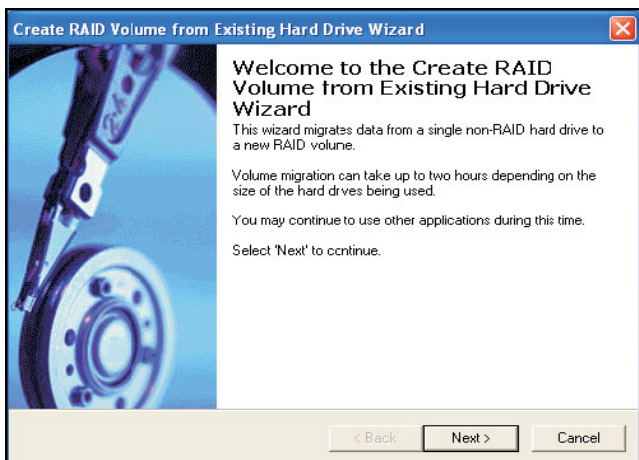 Create RAID Volume from Existing Hard Drive Wizard
Welcome to the Create RAID
Volume from Existing Hard Drive
Wizard
This wizard migrates data from a single non-RAID hard drive to
a new RAID volume.
Volume migration can take up to two hours depending on the
size of the hard drives being used.
You may continue to use other applications during this time.
Select 'Next' to continue.
< Back
Next >
Cancel